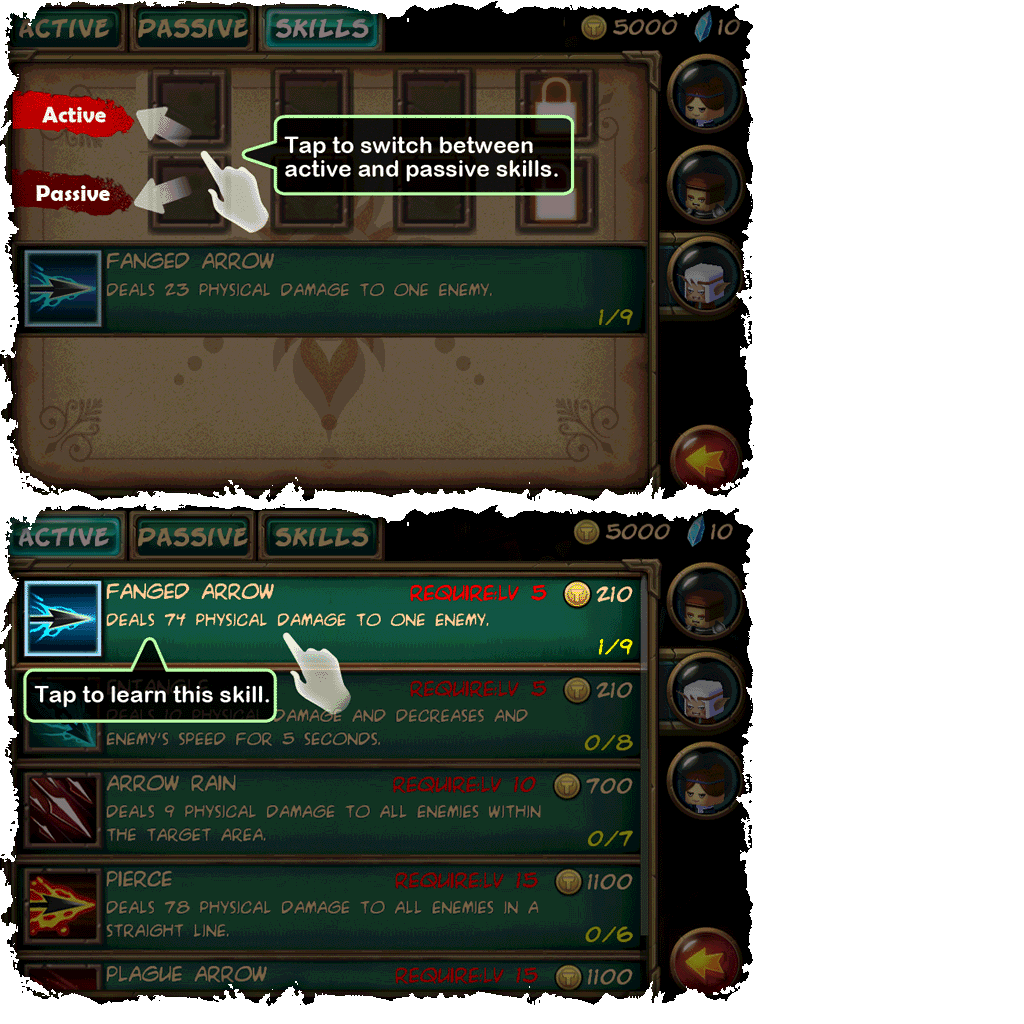 ACTIVE PASSIVE SKILLS 5000 10
Active
Tap to switch between
active and passive skills.
Passive
FANGED ARROW
DEALS 23 PHYSICAL DAMAGE TO ONE ENEMY.
1/9
ACTIVE PASSIVE SKILLS 5000 10
FANGED ARROW REQUIRE:LV 5 210
DEALS 74 PHYSICAL DAMAGE TO ONE ENEMY.
1/9
Tap to learn this skill.
REQUIRE:LV 5 210
DAMAGE AND DECREASES AND
ENEMY'S SPEED FOR 5 SECONDS.
0/8
ARROW RAIN REQUIRE:LV 10 700
DEALS 9 PHYSICAL DAMAGE TO ALL ENEMIES WITHIN
THE TARGET AREA.
0/7
PIERCE REQUIRE:LV 15 1100
DEALS 78 PHYSICAL DAMAGE TO ALL ENEMIES IN A
STRAIGHT LINE.
0/6
PLAGUE ARROW REQUIRE:LV 15 1100